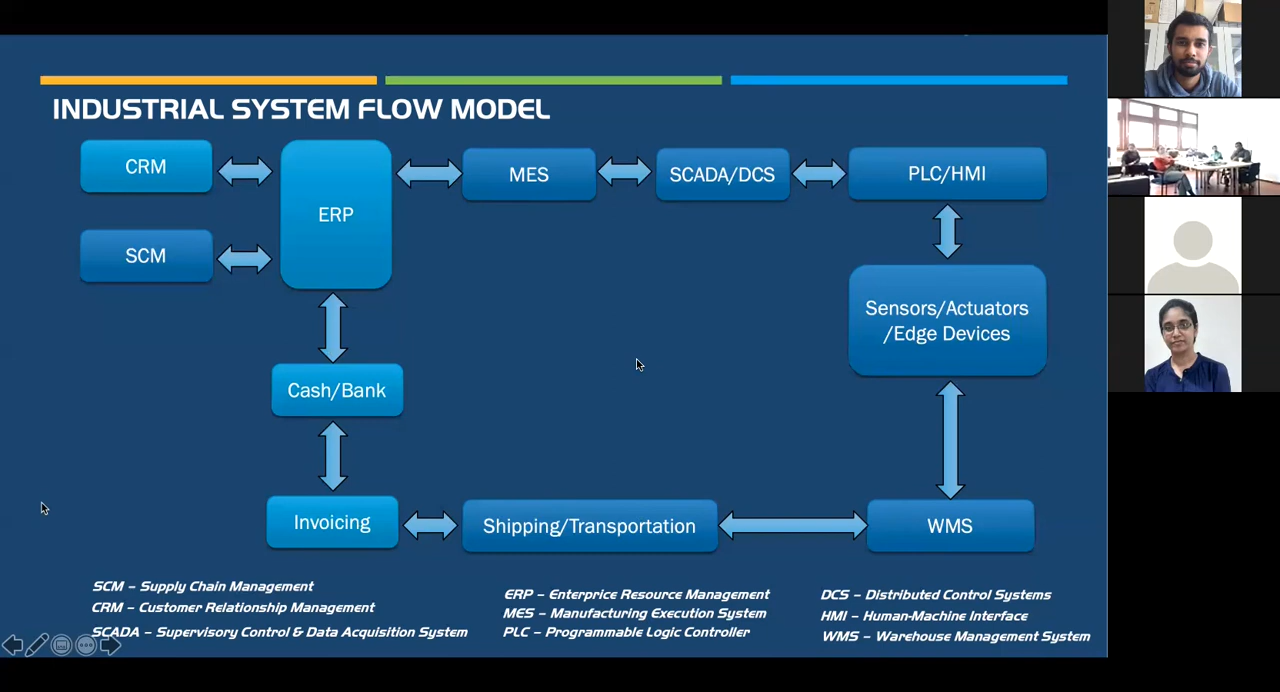 INDUSTRIAL SYSTEM FLOW MODEL
CRM
ERP
MES
SCADA/DCS
PLC/HMI
SCM
Sensors/Actuators
/Edge Devices
Cash/Bank
Invoicing
Shipping/Transportation
WMS
SCM – Supply Chain Management
CRM – Customer Relationship Management
SCADA – Supervisory Control & Data Acquisition System
ERP – Enterprice Resource Management
MES – Manufacturing Execution System
PLC – Programmable Logic Controller
DCS – Distributed Control Systems
HMI – Human-Machine Interface
WMS – Warehouse Management System